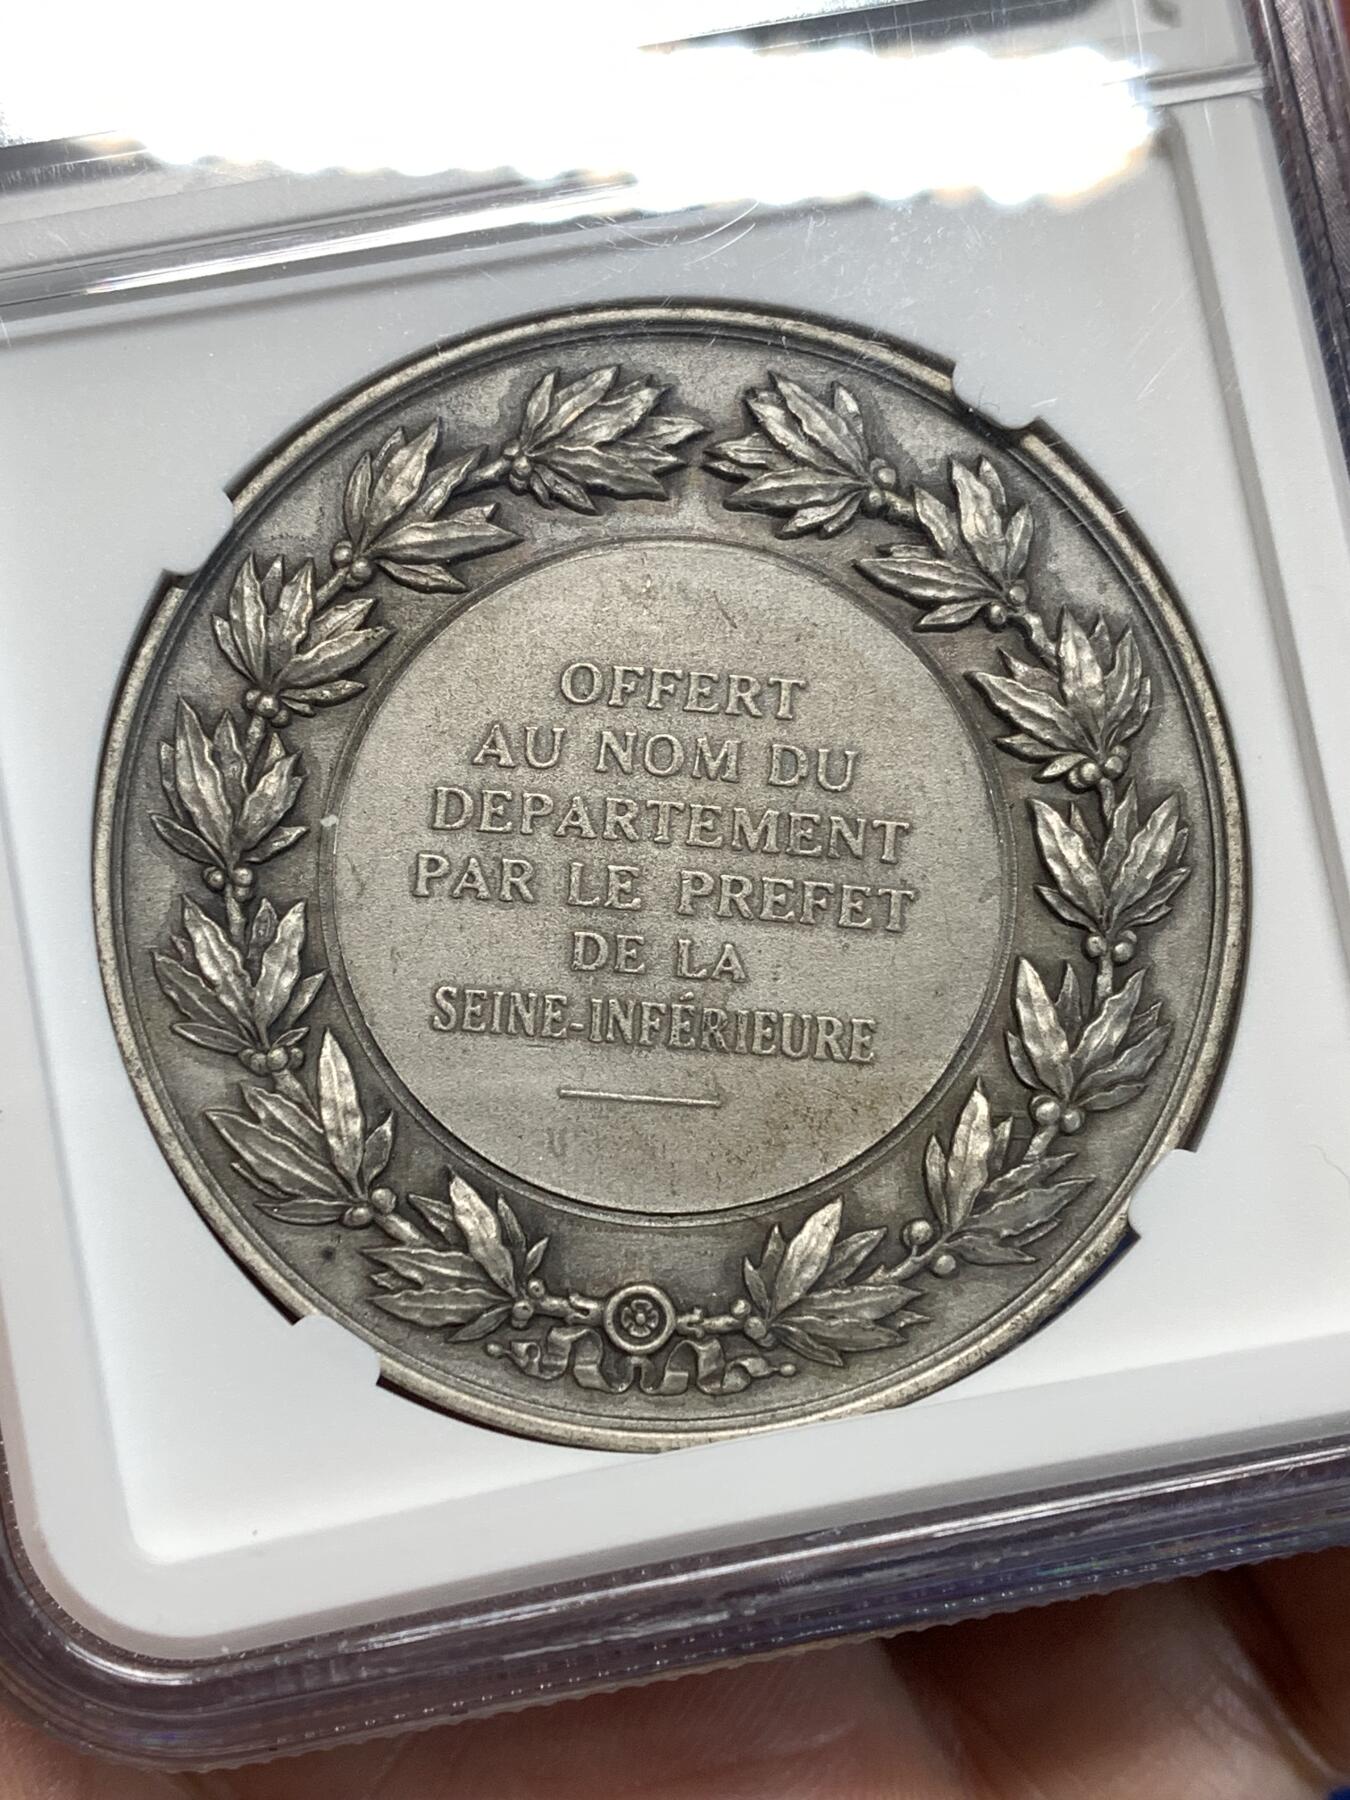 OFFERT
AU NOM DU
DEPARTEMENT
PAR LE PREFET
DE LA
SEINE-INFÉRIEURE